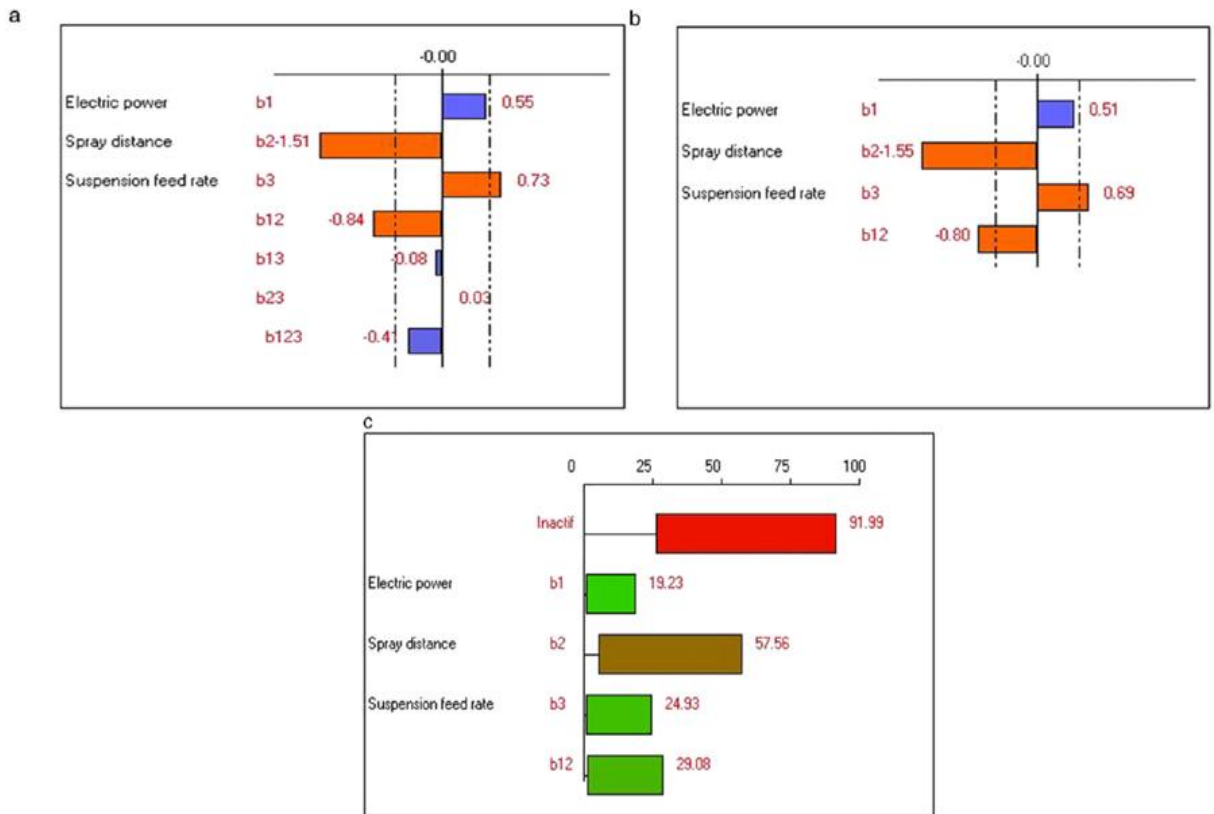 a
-0.00
Electric power b1 0.55
Spray distance b2-1.51
Suspension feed rate b3 0.73
b12 -0.84
b13 -0.08
b23 0.03
b123 -0.41
b
-0.00
Electric power b1 0.51
Spray distance b2-1.55
Suspension feed rate b3 0.69
b12 -0.80
c
0 25 50 75 100
Inactif 91.99
Electric power b1 19.23
Spray distance b2 57.56
Suspension feed rate b3 24.93
b12 29.08